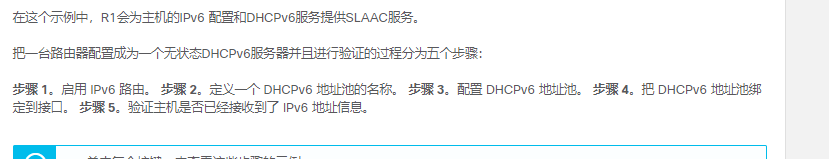 在这个示例中，R1会为主机的IPv6 配置和DHCPv6服务提供SLAAC服务。
把一台路由器配置成为一个无状态DHCPv6服务器并且进行验证的过程分为五个步骤：
步骤 1。启用 IPv6 路由。 步骤 2。定义一个 DHCPv6 地址池的名称。 步骤 3。配置 DHCPv6 地址池。 步骤 4。把 DHCPv6 地址池绑
定到接口。 步骤 5。验证主机是否已经接收到了 IPv6 地址信息。